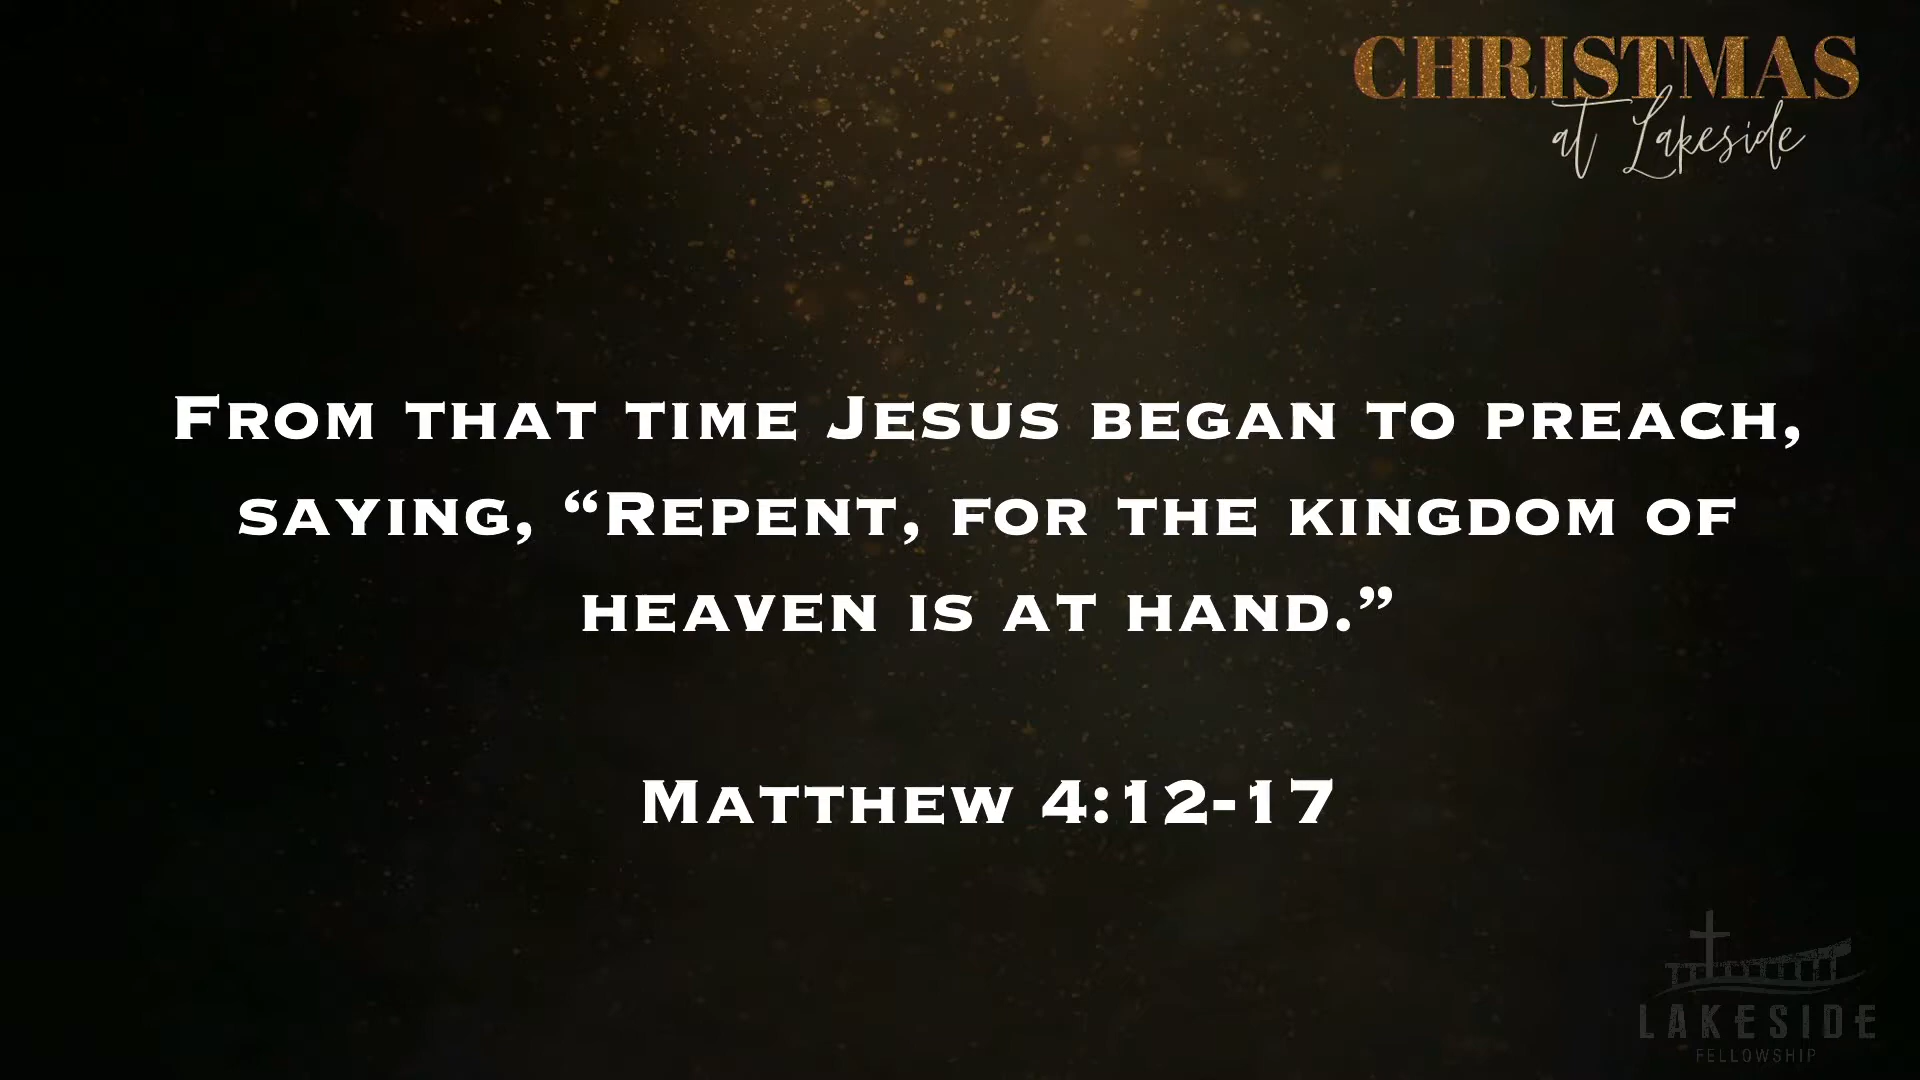 CHRISTMAS
at Lakeside
From that time Jesus began to preach,
saying, “Repent, for the kingdom of
heaven is at hand.”
Matthew 4:12-17
LAKESIDE
FELLOWSHIP